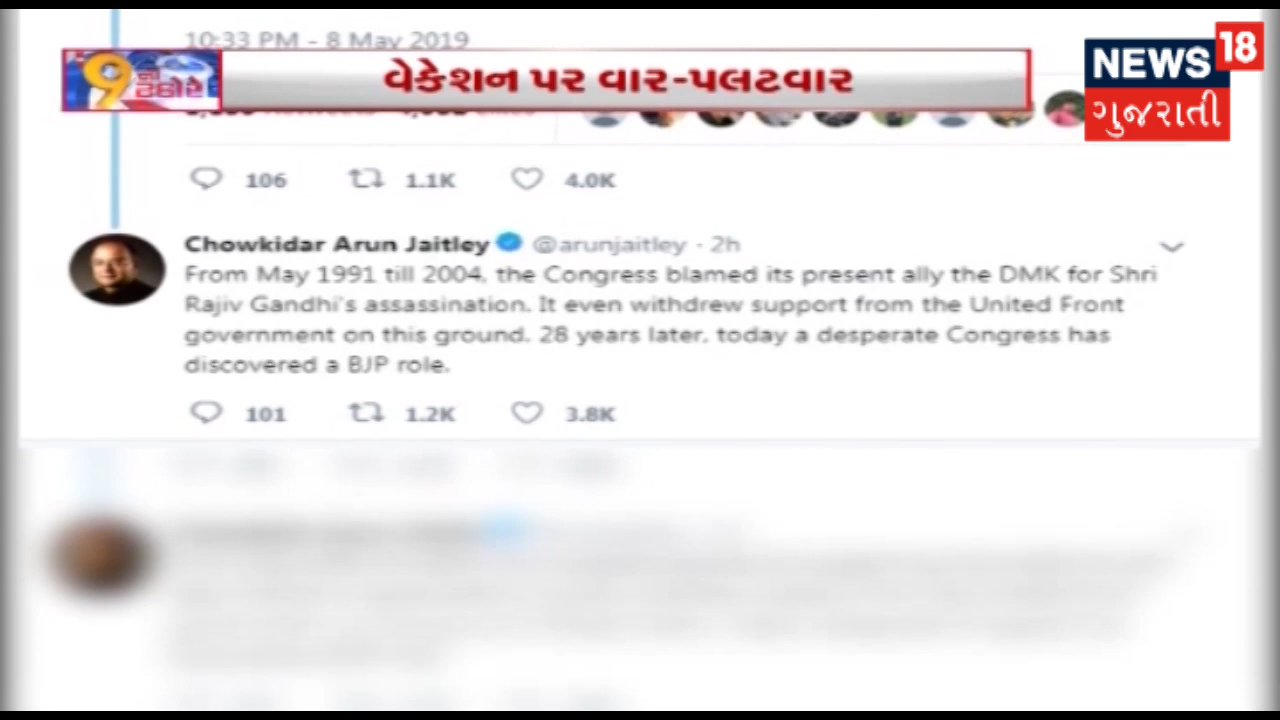 10:33 PM - 8 May 2019
9 ના ટકોરે
વેકેશન પર વાર-પલટવાર
NEWS 18
ગુજરાતી
106 1.1K 4.0K
Chowkidar Arun Jaitley @arunjaitley · 2h
From May 1991 till 2004, the Congress blamed its present ally the DMK for Shri
Rajiv Gandhi's assassination. It even withdrew support from the United Front
government on this ground. 28 years later, today a desperate Congress has
discovered a BJP role.
101 1.2K 3.8K